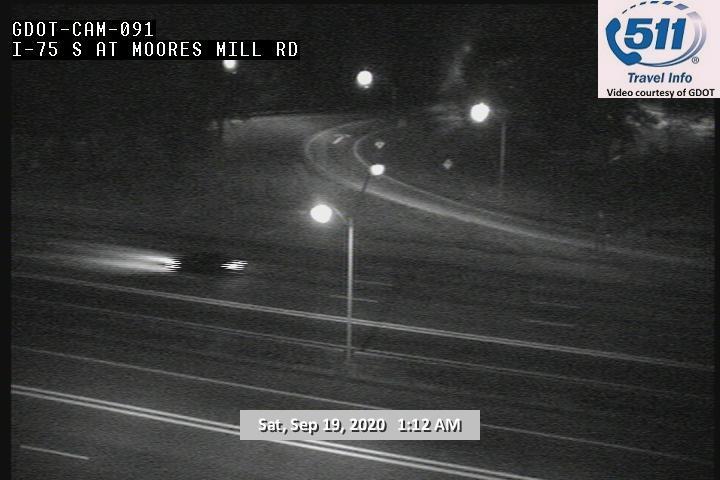 GDOT-CAM-091
I-75 S AT MOORES MILL RD
511
®
Travel Info
Video courtesy of GDOT
Sat, Sep 19, 2020 1:12 AM